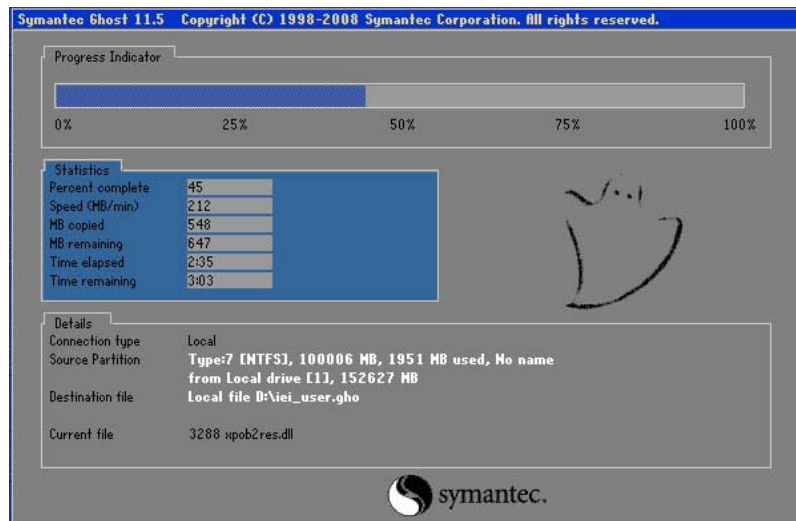 Symantec Ghost 11.5 Copyright (C) 1998-2008 Symantec Corporation. All rights reserved.
Progress Indicator
0% 25% 50% 75% 100%
Statistics
Percent complete 45
Speed (MB/min) 212
MB copied 548
MB remaining 647
Time elapsed 2:35
Time remaining 3:03
Details
Connection type Local
Source Partition Type:7 [NTFS], 100006 MB, 1951 MB used, No name
from Local drive [1], 152627 MB
Destination file Local file D:\iei_user.gho
Current file 3288 xpob2res.dll
symantec.